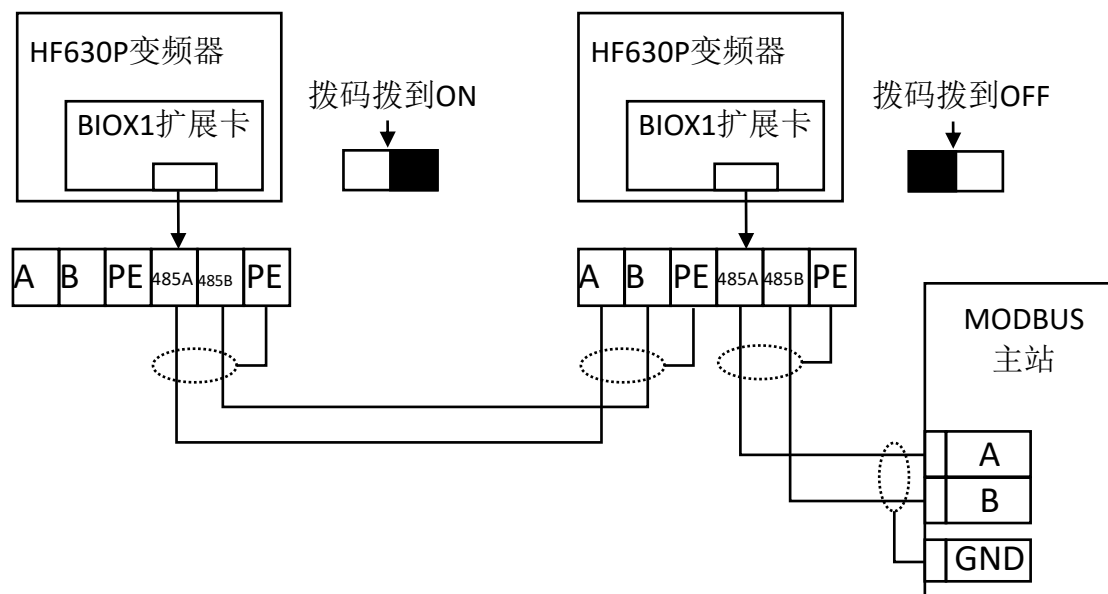 HF630P变频器
BIOX1扩展卡
拨码拨到ON
HF630P变频器
BIOX1扩展卡
拨码拨到OFF
A B PE 485A 485B PE
A B PE 485A 485B PE
MODBUS
主站
A
B
GND